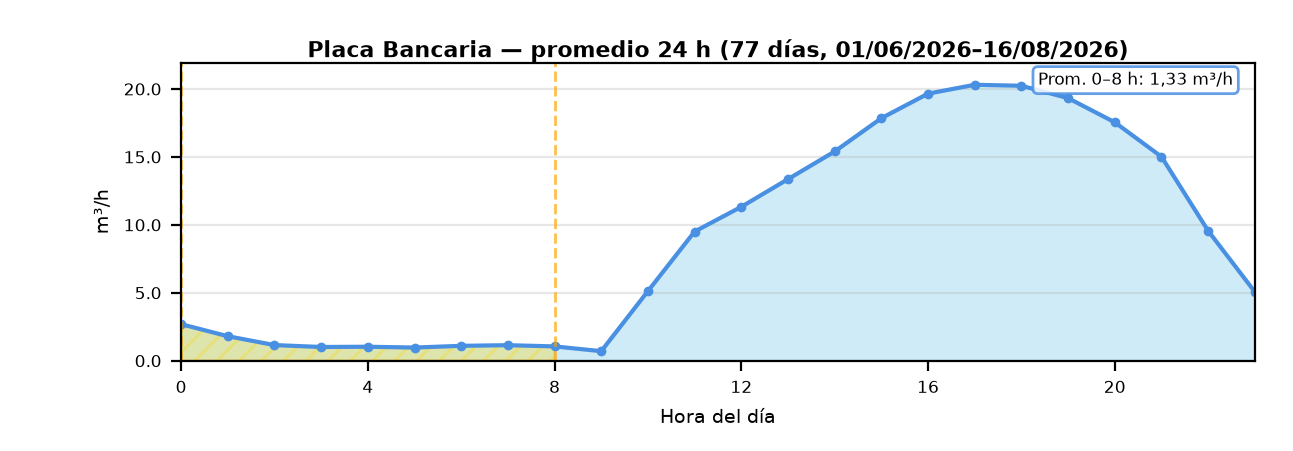 Placa Bancaria — promedio 24 h (77 días, 01/06/2026–16/08/2026)
Prom. 0–8 h: 1,33 m³/h
20.0
15.0
10.0
5.0
0.0
m³/h
0 4 8 12 16 20
Hora del día